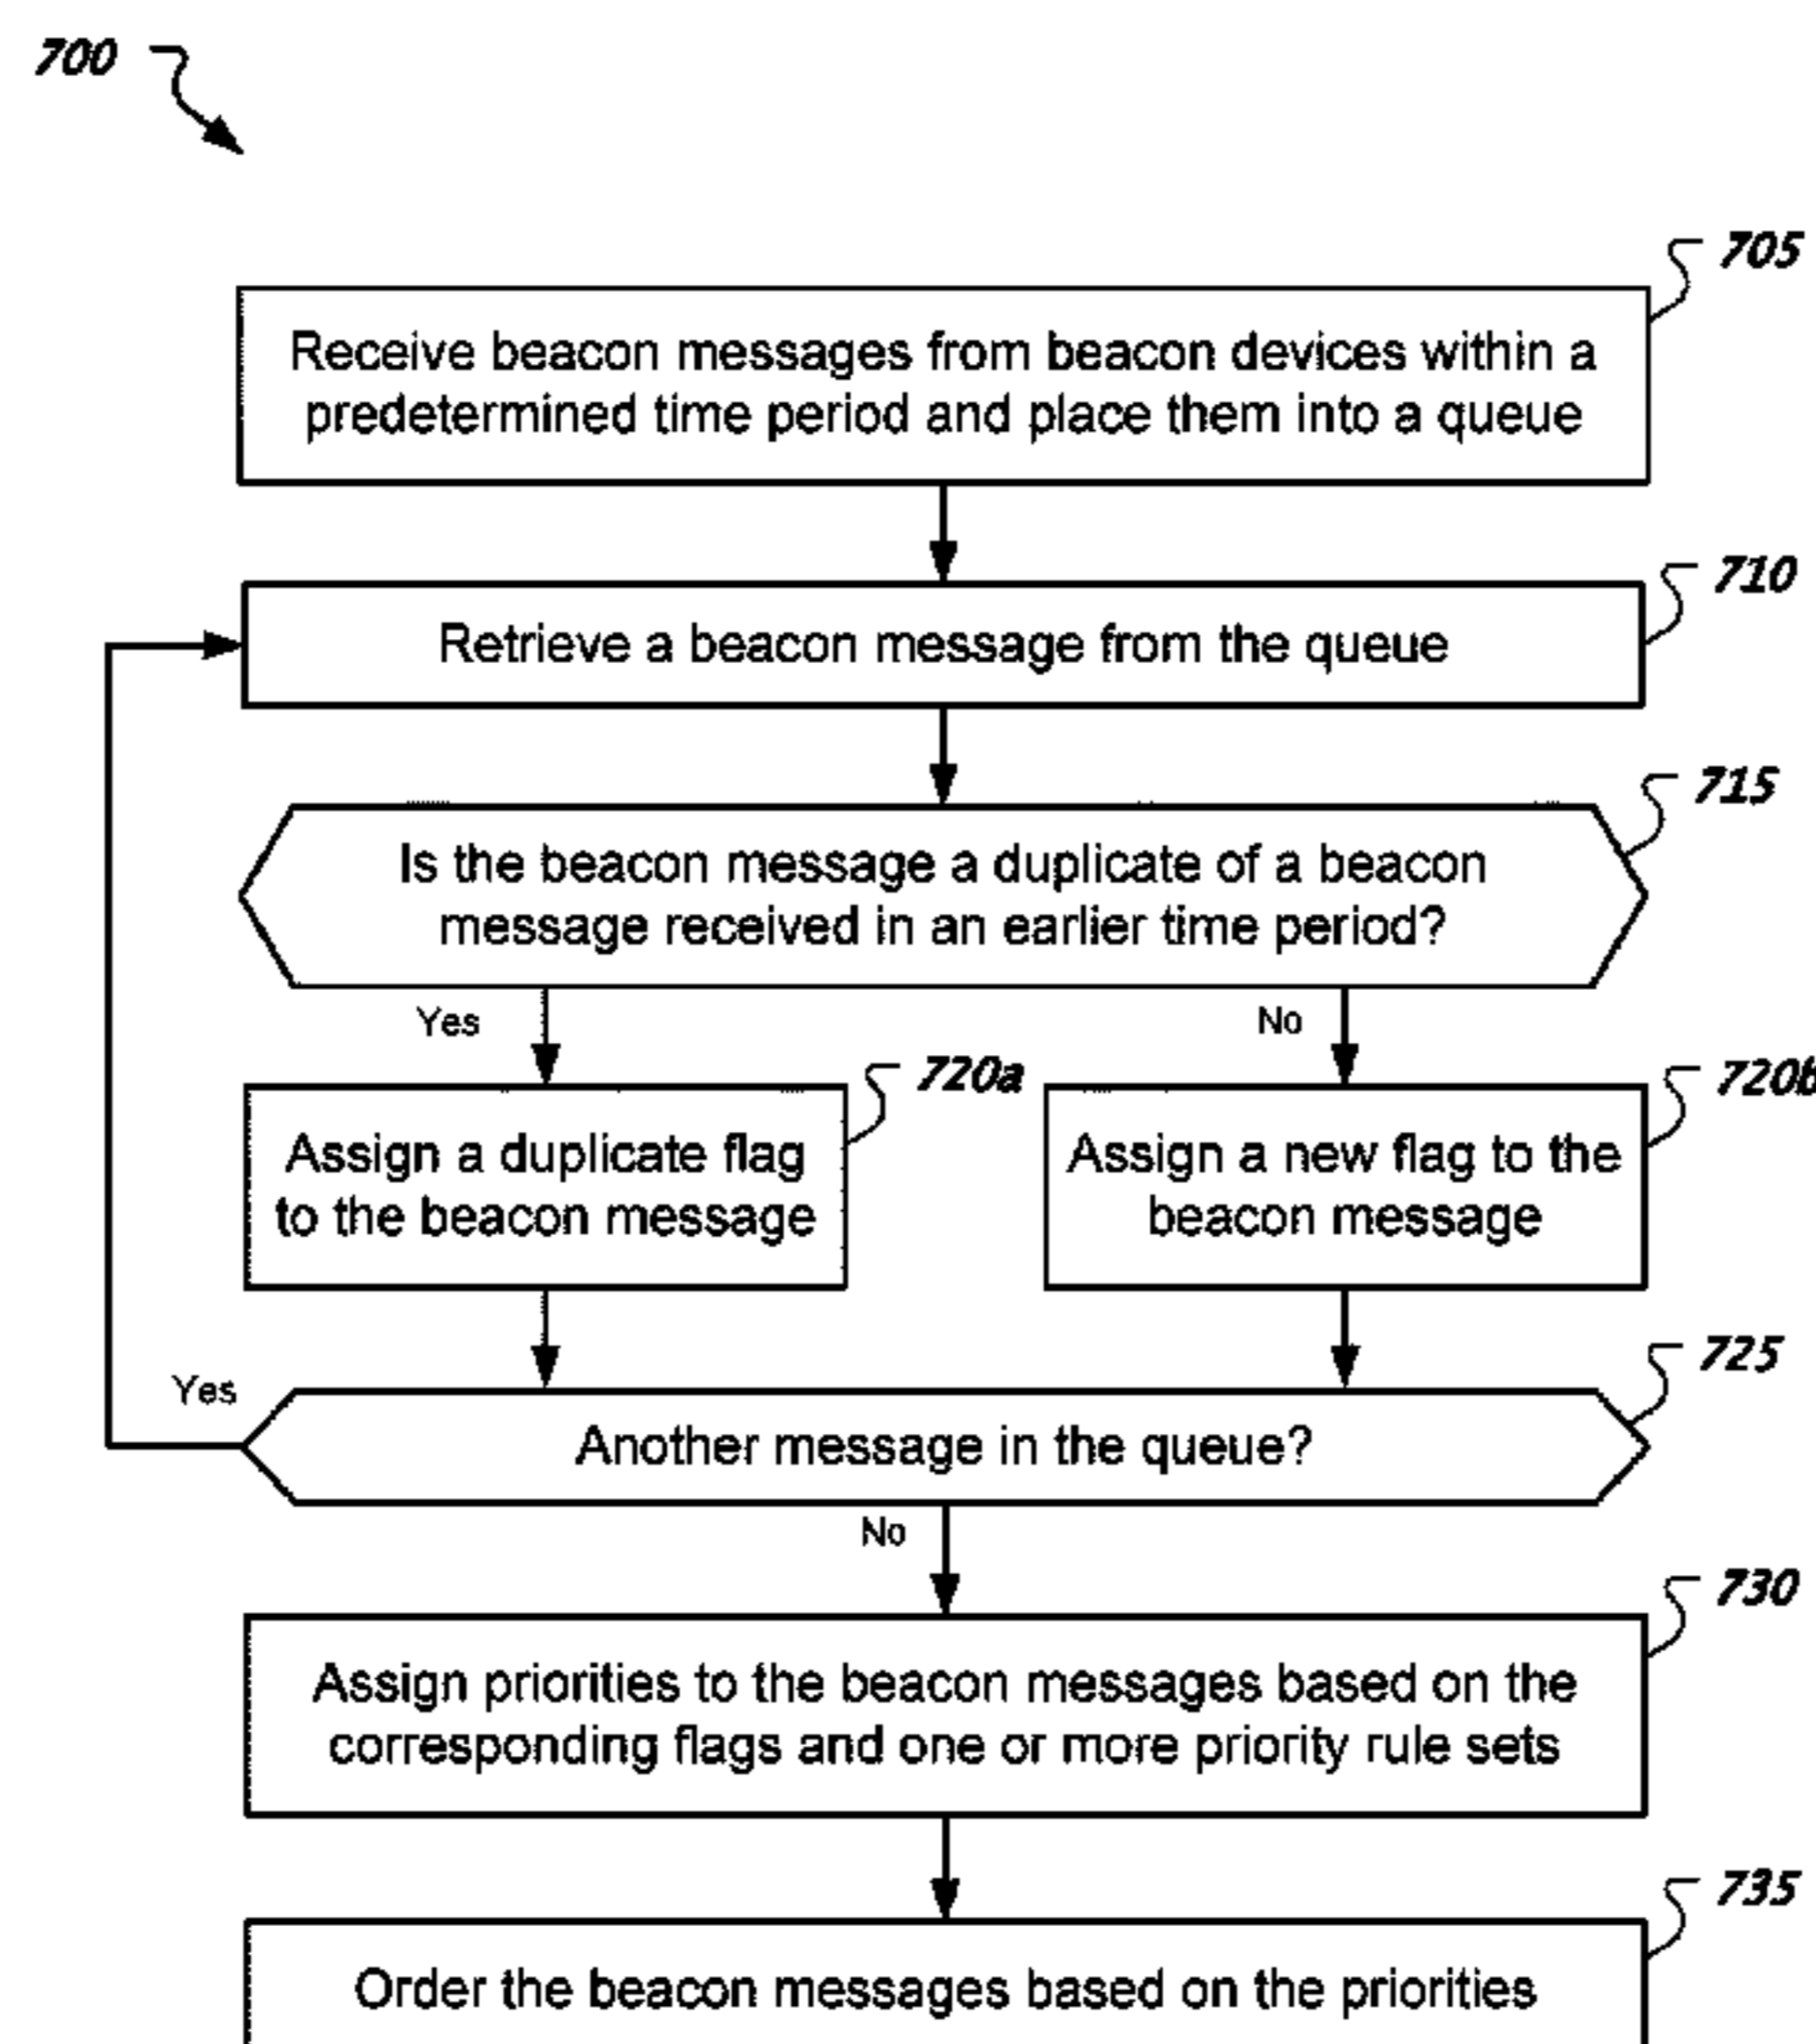 700
705
Receive beacon messages from beacon devices within a
predetermined time period and place them into a queue
710
Retrieve a beacon message from the queue
715
Is the beacon message a duplicate of a beacon
message received in an earlier time period?
Yes
No
720a
720b
Assign a duplicate flag
to the beacon message
Assign a new flag to the
beacon message
725
Yes
Another message in the queue?
No
730
Assign priorities to the beacon messages based on the
corresponding flags and one or more priority rule sets
735
Order the beacon messages based on the priorities